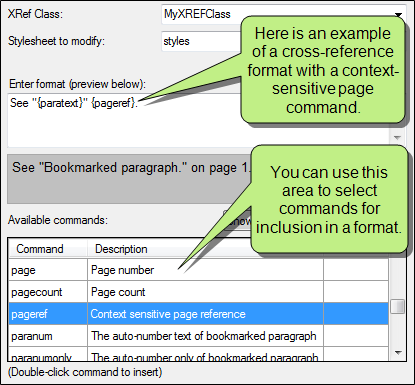 XRef Class:
MyXREFClass
Stylesheet to modify:
styles
Here is an example
of a cross-reference
format with a context-
sensitive page
command.
Enter format (preview below):
See "{paratext}" {pageref}.
See "Bookmarked paragraph." on page 1.
You can use this
area to select
commands for
inclusion in a format.
Available commands:
Command Description
page Page number
pagecount Page count
pageref Context sensitive page reference
paranum The auto-number text of bookmarked paragraph
paranumonly The auto-number only of bookmarked paragraph
(Double-click command to insert)